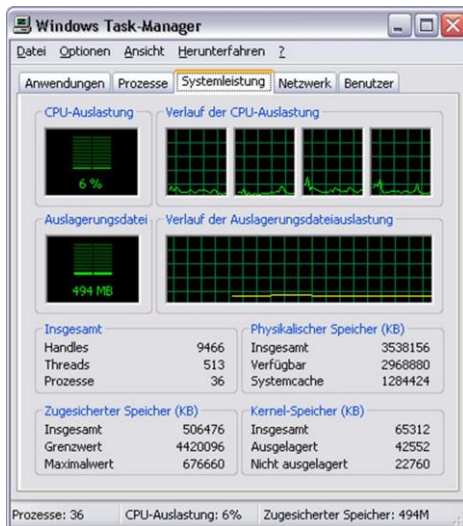 Windows Task-Manager
Datei Optionen Ansicht Herunterfahren ?
Anwendungen Prozesse Systemleistung Netzwerk Benutzer
CPU-Auslastung
6 %
Verlauf der CPU-Auslastung
Auslagerungsdatei
494 MB
Verlauf der Auslagerungsdateiauslastung
Insgesamt
Handles 9466
Threads 513
Prozesse 36
Physikalischer Speicher (KB)
Insgesamt 3538156
Verfügbar 2968880
Systemcache 1284424
Zugesicherter Speicher (KB)
Insgesamt 506476
Grenzwert 4420096
Maximalwert 676660
Kernel-Speicher (KB)
Insgesamt 65312
Ausgelagert 42552
Nicht ausgelagert 22760
Prozesse: 36 CPU-Auslastung: 6% Zugesicherter Speicher: 494M